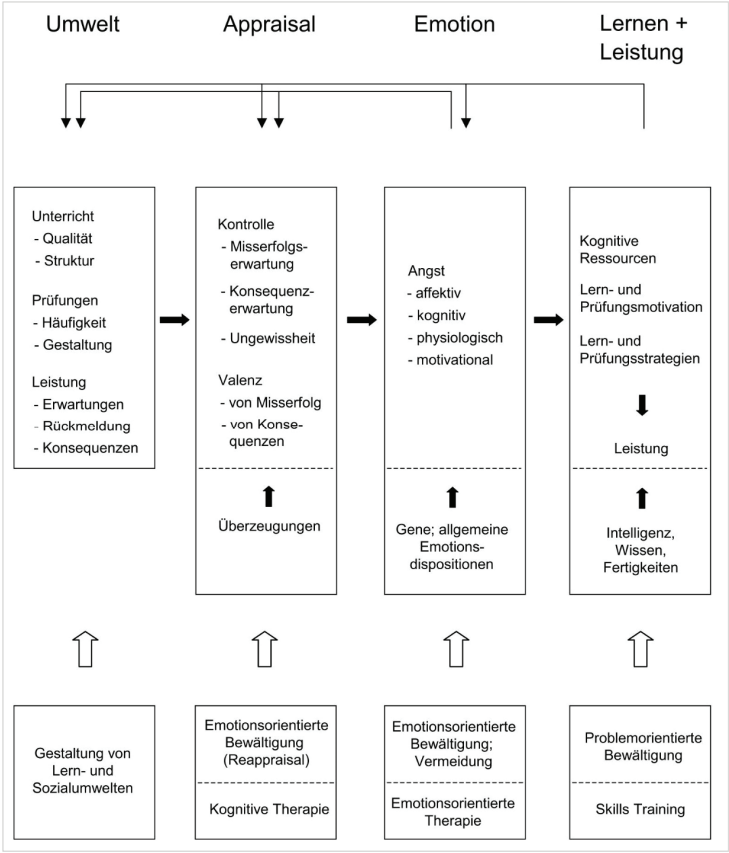 Umwelt
Appraisal
Emotion
Lernen +
Leistung
Unterricht
- Qualität
- Struktur
Prüfungen
- Häufigkeit
- Gestaltung
Leistung
- Erwartungen
- Rückmeldung
- Konsequenzen
Kontrolle
- Misserfolgs-
erwartung
- Konsequenz-
erwartung
- Ungewissheit
Valenz
- von Misserfolg
- von Konse-
quenzen
Überzeugungen
Angst
- affektiv
- kognitiv
- physiologisch
- motivational
Gene; allgemeine
Emotions-
dispositionen
Kognitive
Ressourcen
Lern- und
Prüfungsmotivation
Lern- und
Prüfungsstrategien
Leistung
Intelligenz,
Wissen,
Fertigkeiten
Gestaltung von
Lern- und
Sozialumwelten
Emotionsorientierte
Bewältigung
(Reappraisal)
Kognitive Therapie
Emotionsorientierte
Bewältigung;
Vermeidung
Emotionsorientierte
Therapie
Problemorientierte
Bewältigung
Skills Training